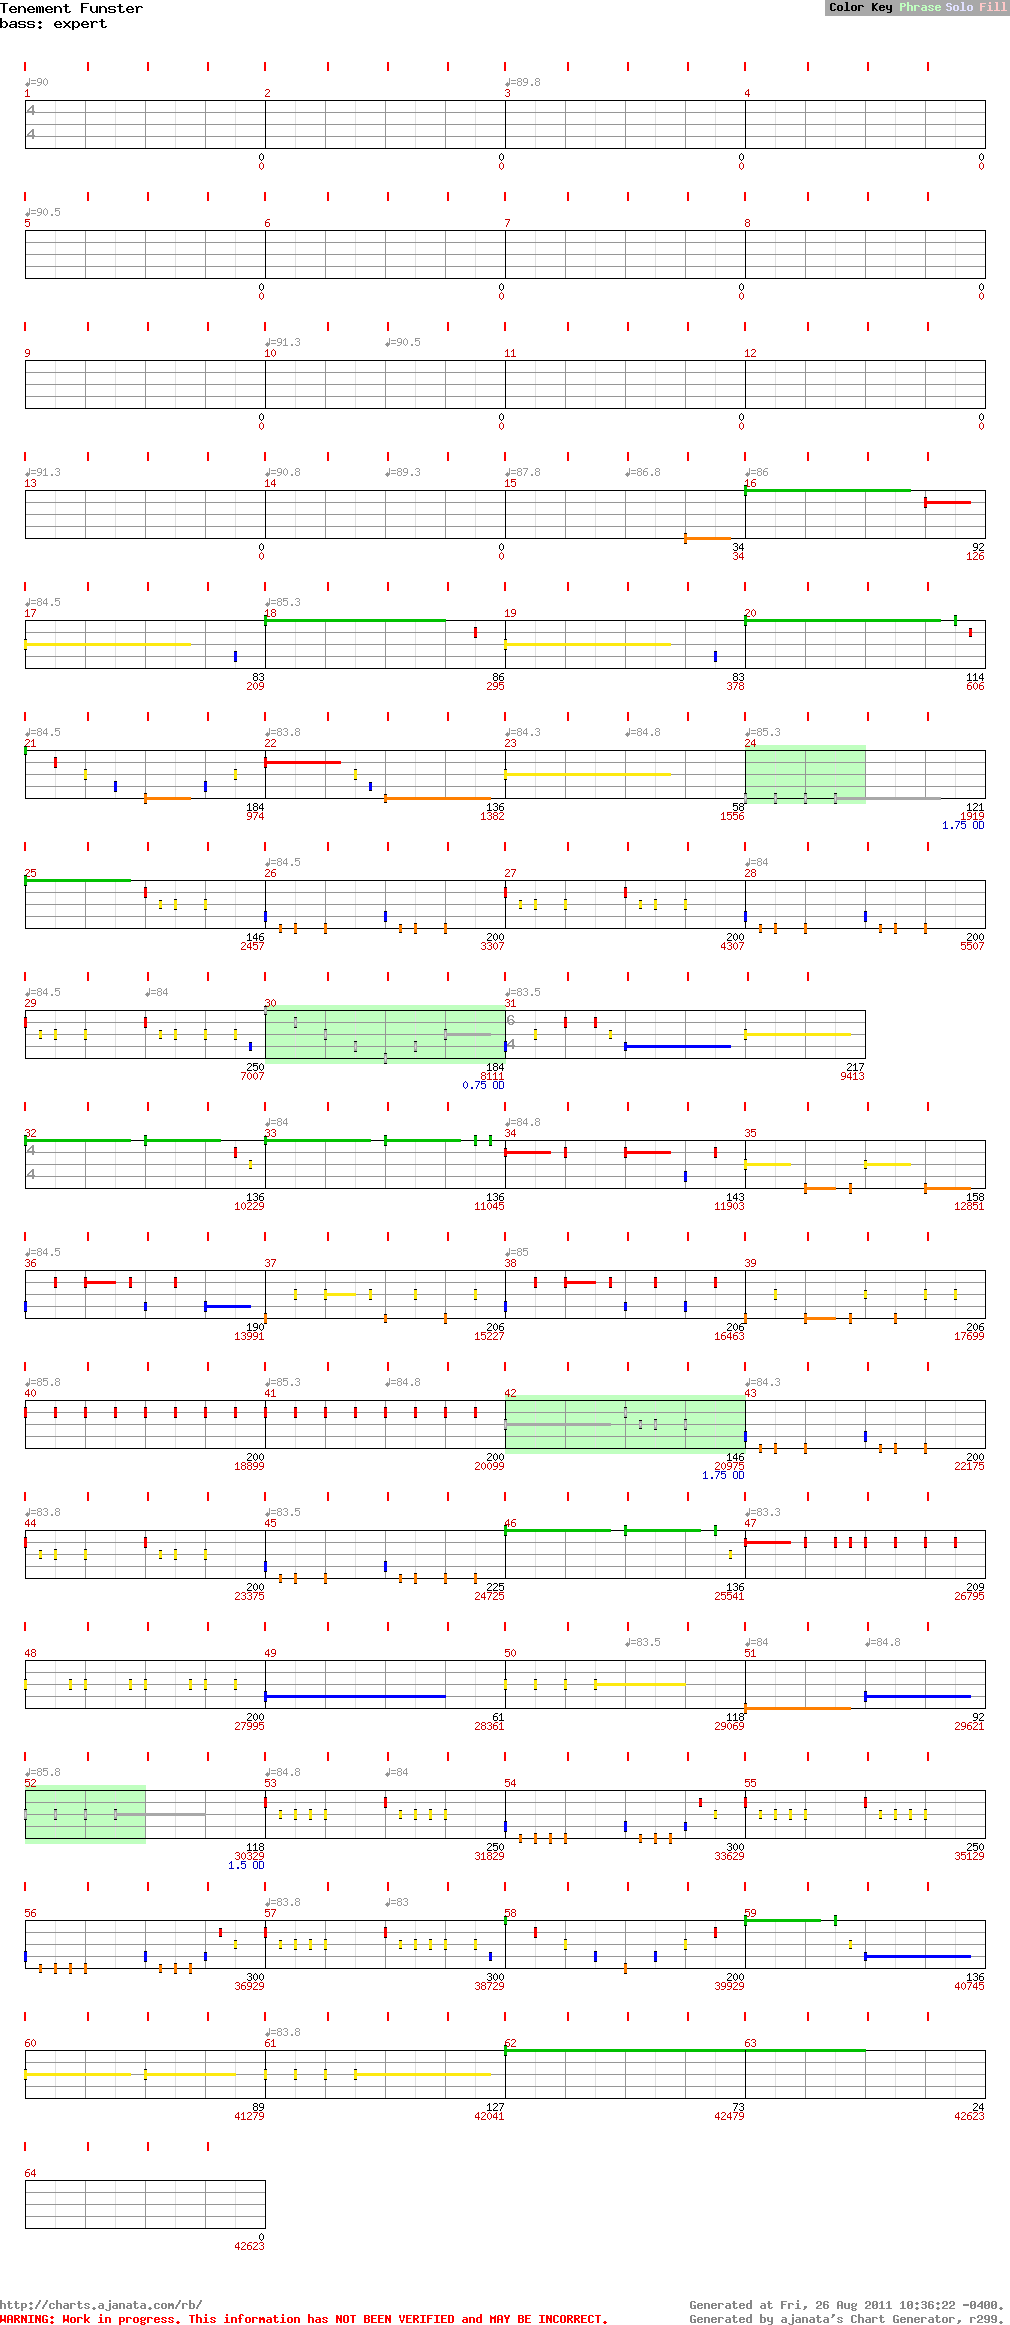 Tenement Funster
Color Key Phrase Solo Fill
bass: expert
♩=90 ♩=89.8
1 2 3 4
4
4
0 0 0 0
0 0 0 0
♩=90.5
5 6 7 8
0 0 0 0
0 0 0 0
♩=91.3 ♩=90.5
9 10 11 12
0 0 0 0
0 0 0 0
♩=91.3 ♩=90.8 ♩=89.3 ♩=87.8 ♩=86.8 ♩=86
13 14 15 16
0 0 34 92
0 0 34 126
♩=84.5 ♩=85.3
17 18 19 20
83 86 83 114
209 295 378 606
♩=84.5 ♩=83.8 ♩=84.3 ♩=84.8 ♩=85.3
21 22 23 24
184 136 58 121
974 1382 1556 1919
1.75 OD
♩=84.5 ♩=84
25 26 27 28
146 200 200 200
2457 3307 4307 5507
♩=84.5 ♩=84 ♩=83.5
29 30 31
6
4
250 184 217
7007 8111 9413
0.75 OD
♩=84 ♩=84.8
32 33 34 35
4
4
136 136 143 158
10229 11045 11903 12851
♩=84.5 ♩=85
36 37 38 39
190 206 206 206
13991 15227 16463 17699
♩=85.8 ♩=85.3 ♩=84.8 ♩=84.3
40 41 42 43
200 200 146 200
18899 20099 20975 22175
1.75 OD
♩=83.8 ♩=83.5 ♩=83.3
44 45 46 47
200 225 136 209
23375 24725 25541 26795
♩=83.5 ♩=84 ♩=84.8
48 49 50 51
200 61 118 92
27995 28361 29069 29621
♩=85.8 ♩=84.8 ♩=84
52 53 54 55
118 250 300 250
30329 31829 33629 35129
1.5 OD
♩=83.8 ♩=83
56 57 58 59
300 300 200 136
36929 38729 39929 40745
♩=83.8
60 61 62 63
89 127 73 24
41279 42041 42479 42623
64
0
42623
http://charts.ajanata.com/rb/
Generated at Fri, 26 Aug 2011 10:36:22 -0400.
WARNING: Work in progress. This information has NOT BEEN VERIFIED and MAY BE INCORRECT.
Generated by ajanata's Chart Generator, r299.